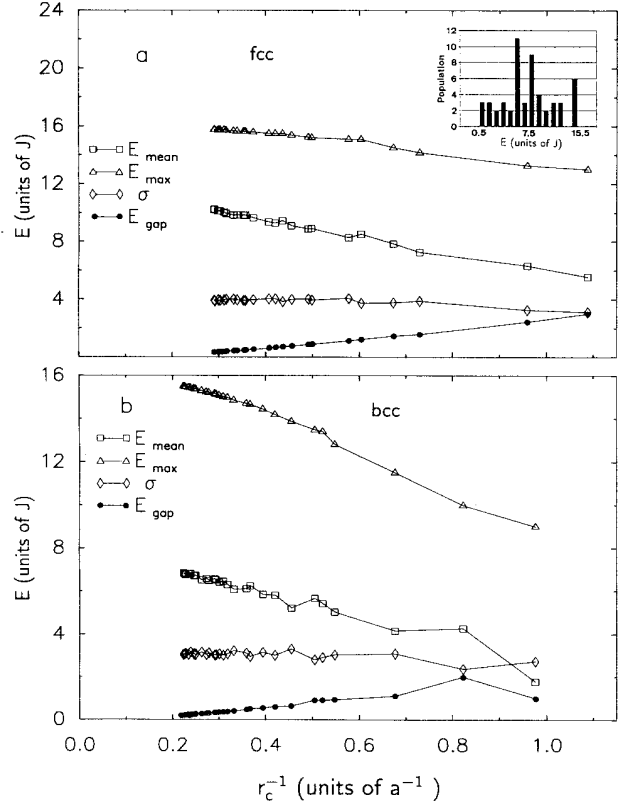 24
20
16
12
8
4
E (units of J)
a
fcc
E mean
E max
σ
E gap
12
10
8
6
4
2
0
Population
0.5 7.5 15.5
E (units of J)
16
12
8
4
0
E (units of J)
b
bcc
E mean
E max
σ
E gap
0.0 0.2 0.4 0.6 0.8 1.0
r_c^-1 (units of a^-1)